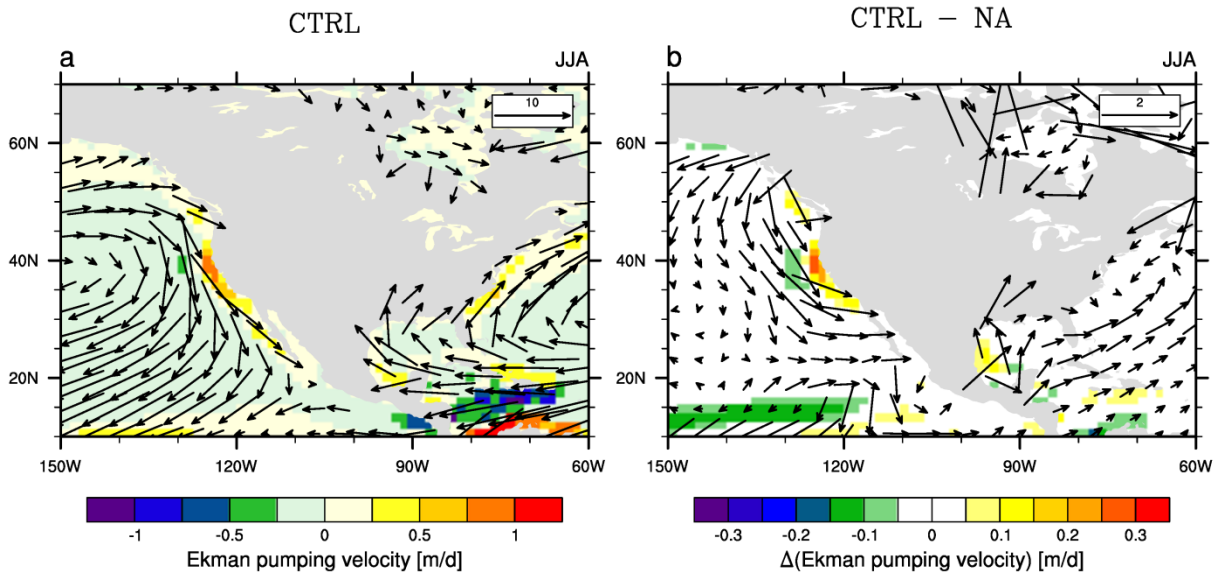 CTRL
CTRL − NA
a
JJA
b
JJA
10
2
60N
40N
20N
60N
40N
20N
150W
120W
90W
60W
150W
120W
90W
60W
-1
-0.5
0
0.5
1
-0.3
-0.2
-0.1
0
0.1
0.2
0.3
Ekman pumping velocity [m/d]
Δ(Ekman pumping velocity) [m/d]